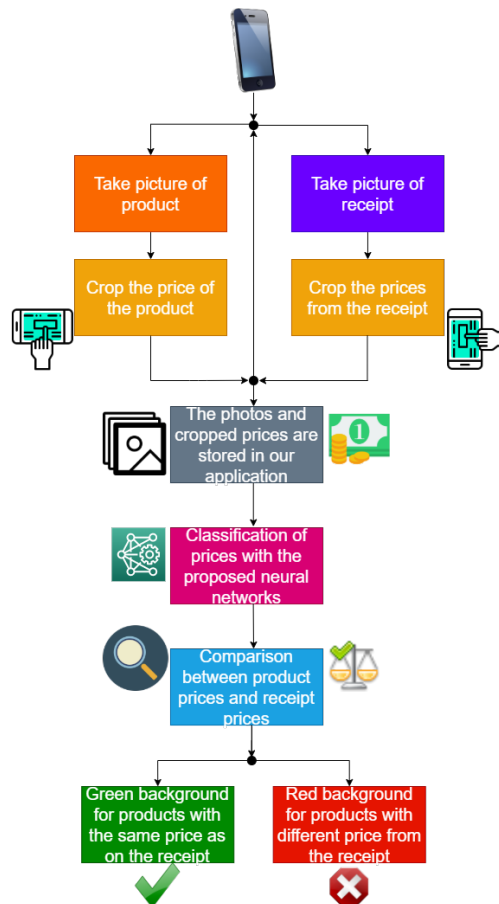 Take picture of
product
Take picture of
receipt
Crop the price of
the product
Crop the prices
from the receipt
The photos and
cropped prices are
stored in our
application
1
Classification of
prices with the
proposed neural
networks
Comparison
between product
prices and receipt
prices
Green background
for products with
the same price as
on the receipt
Red background
for products with
different price from
the receipt